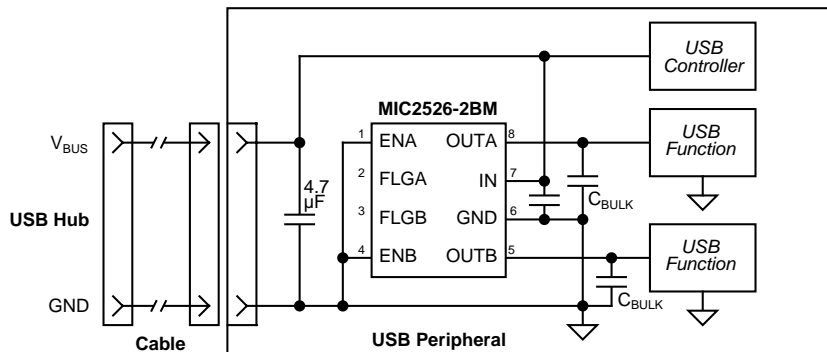 USB
Controller
MIC2526-2BM
V BUS
1 ENA OUTA 8
USB
Function
2 FLGA IN 7
4.7
µF
C BULK
USB Hub
3 FLGB GND 6
4 ENB OUTB 5
USB
Function
C BULK
GND
Cable
USB Peripheral